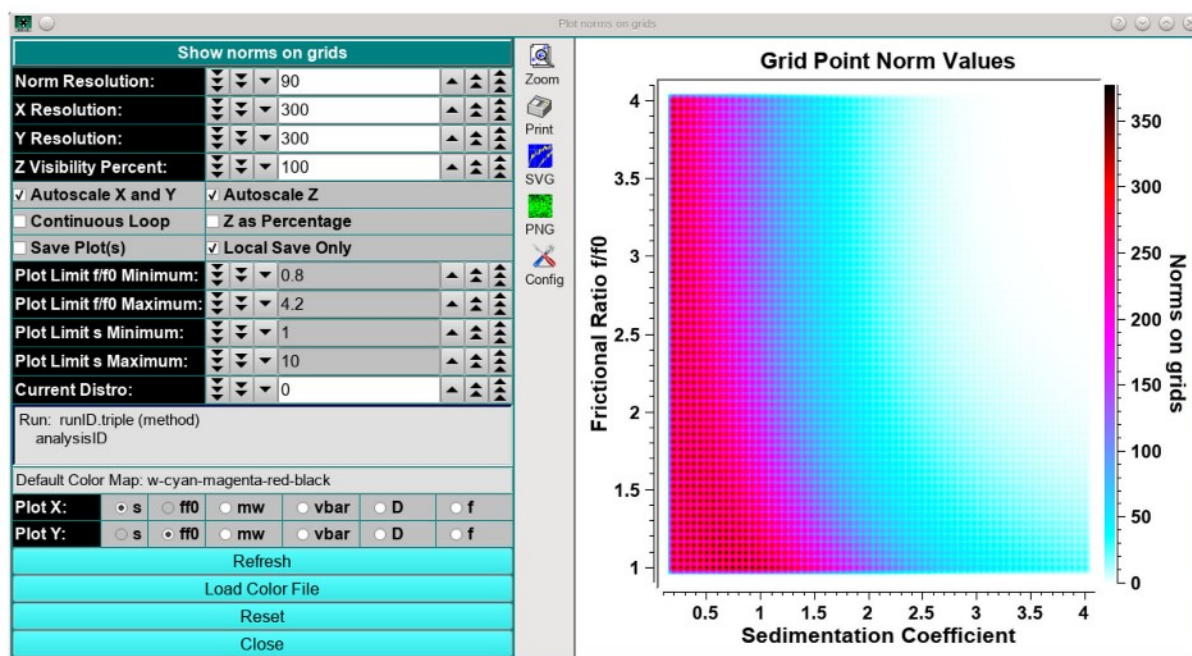 Plot norms on grids
Show norms on grids
Norm Resolution: 90
X Resolution: 300
Y Resolution: 300
Z Visibility Percent: 100
Autoscale X and Y Autoscale Z
Continuous Loop Z as Percentage
Save Plot(s) Local Save Only
Plot Limit f/f0 Minimum: 0.8
Plot Limit f/f0 Maximum: 4.2
Plot Limit s Minimum: 1
Plot Limit s Maximum: 10
Current Distro: 0
Run: runID.triple (method)
analysisID
Default Color Map: w-cyan-magenta-red-black
Plot X: s ff0 mw vbar D f
Plot Y: s ff0 mw vbar D f
Refresh
Load Color File
Reset
Close
Zoom
Print
SVG
PNG
Config
Grid Point Norm Values
Frictional Ratio f/f0
4
3.5
3
2.5
2
1.5
1
0.5 1 1.5 2 2.5 3 3.5 4
Sedimentation Coefficient
350
300
250
200
150
100
50
0
Norms on grids